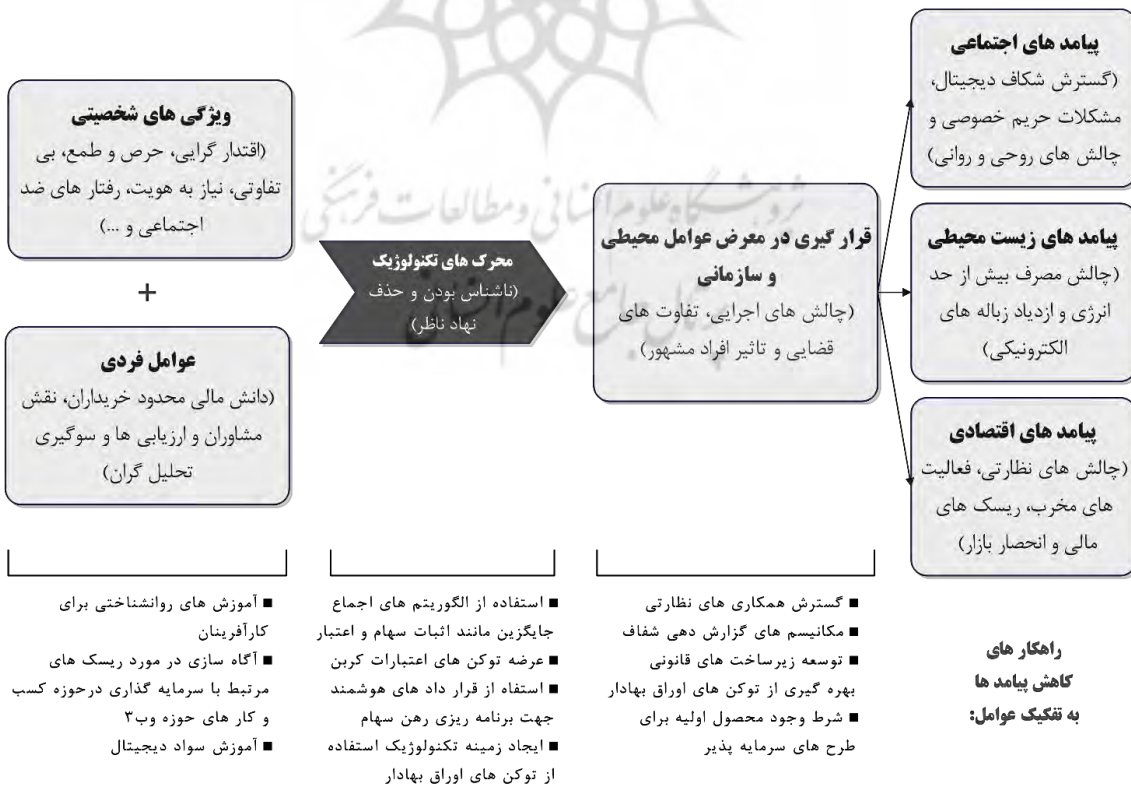 ویژگی های شخصیتی
(اقتدار گرایی، حرص و طمع، بی
تفاوتی، نیاز به هویت، رفتار های ضد
اجتماعی و ...)
+
عوامل فردی
(دانش مالی محدود خریداران، نقش
مشاوران و ارزیابی ها و سوگیری
تحلیل گران)
محرک های تکنولوژیک
(ناشناس بودن و حذف
نهاد ناظر)
قرار گیری در معرض عوامل محیطی
و سازمانی
(چالش های اجرایی، تفاوت های
قضایی و تاثیر افراد مشهور)
پیامد های اجتماعی
(گسترش شکاف دیجیتال،
مشکلات حریم خصوصی و
چالش های روحی و روانی)
پیامد های زیست محیطی
(چالش مصرف بیش از حد
انرژی و ازدیاد زباله های
الکترونیکی)
پیامد های اقتصادی
(چالش های نظارتی، فعالیت
های مخرب، ریسک های
مالی و انحصار بازار)
راهکار های
کاهش پیامد ها
به تفکیک عوامل:
■ گسترش همکاری های نظارتی
■ مکانیسم های گزارش دهی شفاف
■ توسعه زیرساخت های قانونی
بهره گیری از توکن های اوراق بهادار
■ شرط وجود محصول اولیه برای
طرح های سرمایه پذیر
■ استفاده از الگوریتم های اجماع
جایگزین مانند اثبات سهام و اعتبار
■ عرضه توکن های اعتبارات کربن
■ استفاه از قرار داد های هوشمند
جهت برنامه ریزی رهن سهام
■ ایجاد زمینه تکنولوژیک استفاده
از توکن های اوراق بهادار
■ آموزش های روانشناختی برای
کارآفرینان
■ آگاه سازی در مورد ریسک های
مرتبط با سرمایه گذاری درحوزه کسب
و کار های حوزه وب۳
■ آموزش سواد دیجیتال
پژوهشگاه علوم انسانی و مطالعات فرهنگی
پرتال جامع علوم انسانی